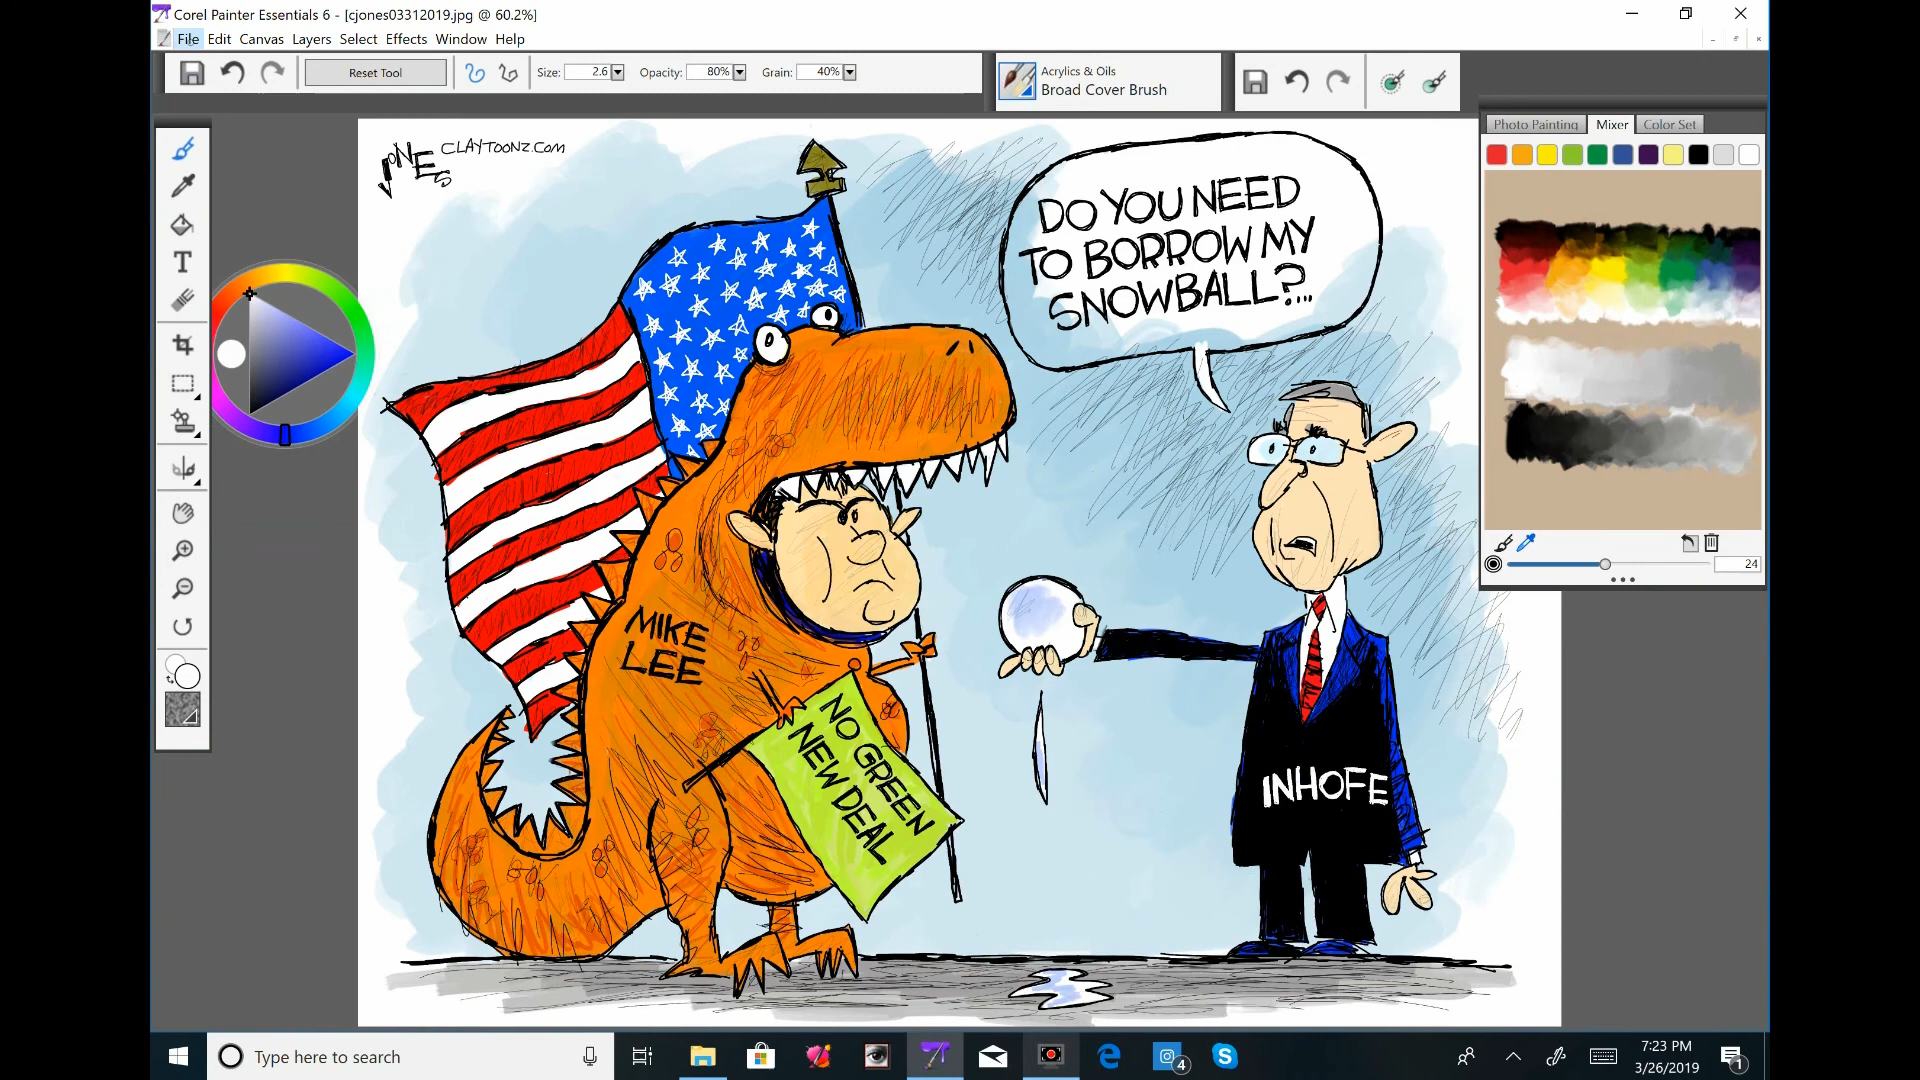 Corel Painter Essentials 6 - [cjones03312019.jpg @ 60.2%]
File Edit Canvas Layers Select Effects Window Help
Reset Tool Size: 2.6 Opacity: 80% Grain: 40%
Acrylics & Oils
Broad Cover Brush
Photo Painting Mixer Color Set
JONES CLAYTOONZ.COM
DO YOU NEED
TO BORROW MY
SNOWBALL?...
24
MIKE
LEE
NO GREEN
NEW DEAL
INHOFE
Type here to search
4
7:23 PM
3/26/2019
1